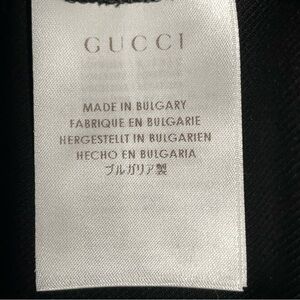 GUCCI
MADE IN BULGARY
FABRIQUE EN BULGARIE
HERGESTELLT IN BULGARIEN
HECHO EN BULGARIA
ブルガリア製